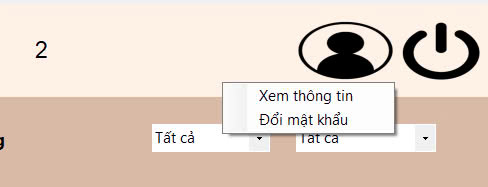 2
Xem thông tin
Đổi mật khẩu
g
Tất cả
Tất cả